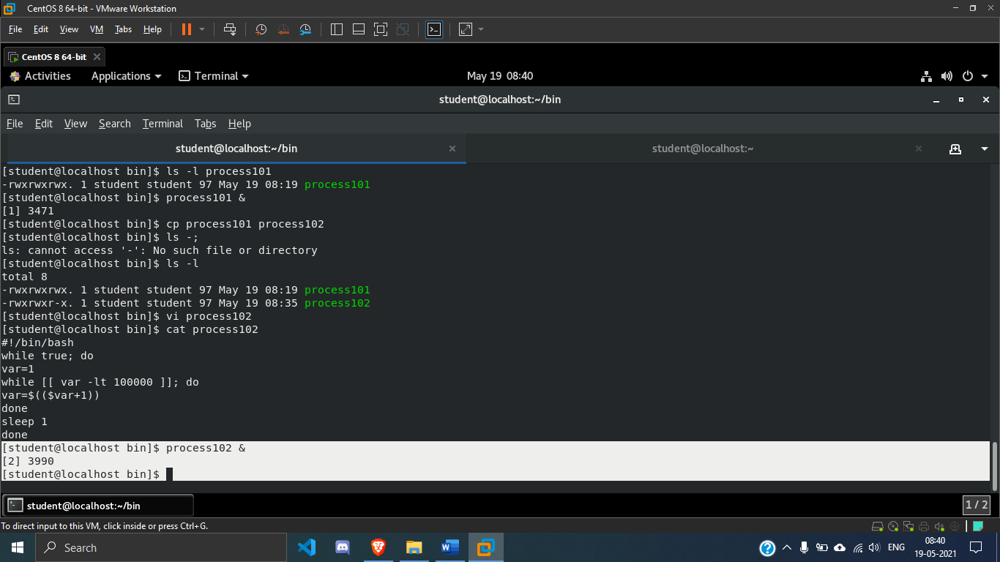 CentOS 8 64-bit - VMware Workstation
File Edit View VM Tabs Help
CentOS 8 64-bit
Activities Applications Terminal May 19 08:40
student@localhost:~/bin
File Edit View Search Terminal Tabs Help
student@localhost:~/bin student@localhost:~
[student@localhost bin]$ ls -l process101
-rwxrwxrwx. 1 student student 97 May 19 08:19 process101
[student@localhost bin]$ process101 &
[1] 3471
[student@localhost bin]$ cp process101 process102
[student@localhost bin]$ ls -;
ls: cannot access '-': No such file or directory
[student@localhost bin]$ ls -l
total 8
-rwxrwxrwx. 1 student student 97 May 19 08:19 process101
-rwxrwxr-x. 1 student student 97 May 19 08:35 process102
[student@localhost bin]$ vi process102
[student@localhost bin]$ cat process102
#!/bin/bash
while true; do
var=1
while [[ var -lt 100000 ]]; do
var=$(($var+1))
done
sleep 1
done
[student@localhost bin]$ process102 &
[2] 3990
[student@localhost bin]$
student@localhost:~/bin 1 / 2
To direct input to this VM, click inside or press Ctrl+G.
Search ENG 08:40
19-05-2021